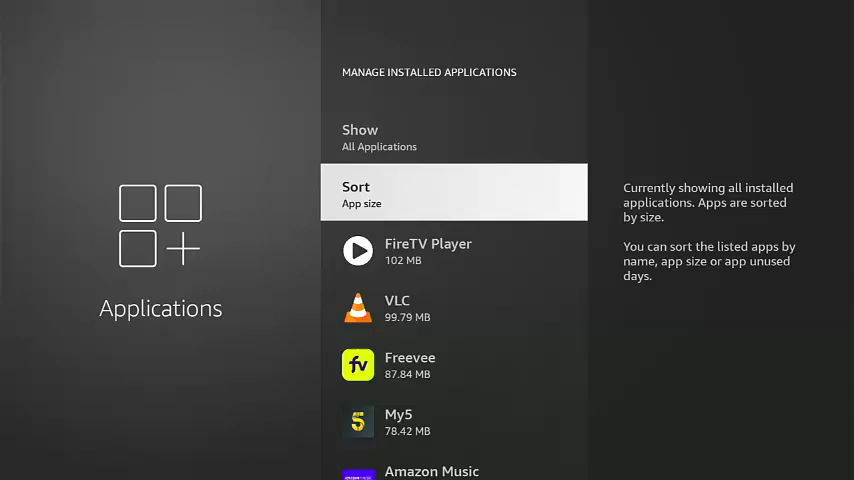 MANAGE INSTALLED APPLICATIONS
Show
All Applications
Sort
App size
FireTV Player
102 MB
VLC
99.79 MB
fv
Freevee
87.84 MB
5
My5
78.42 MB
Amazon Music
Applications
Currently showing all installed
applications. Apps are sorted
by size.
You can sort the listed apps by
name, app size or app unused
days.